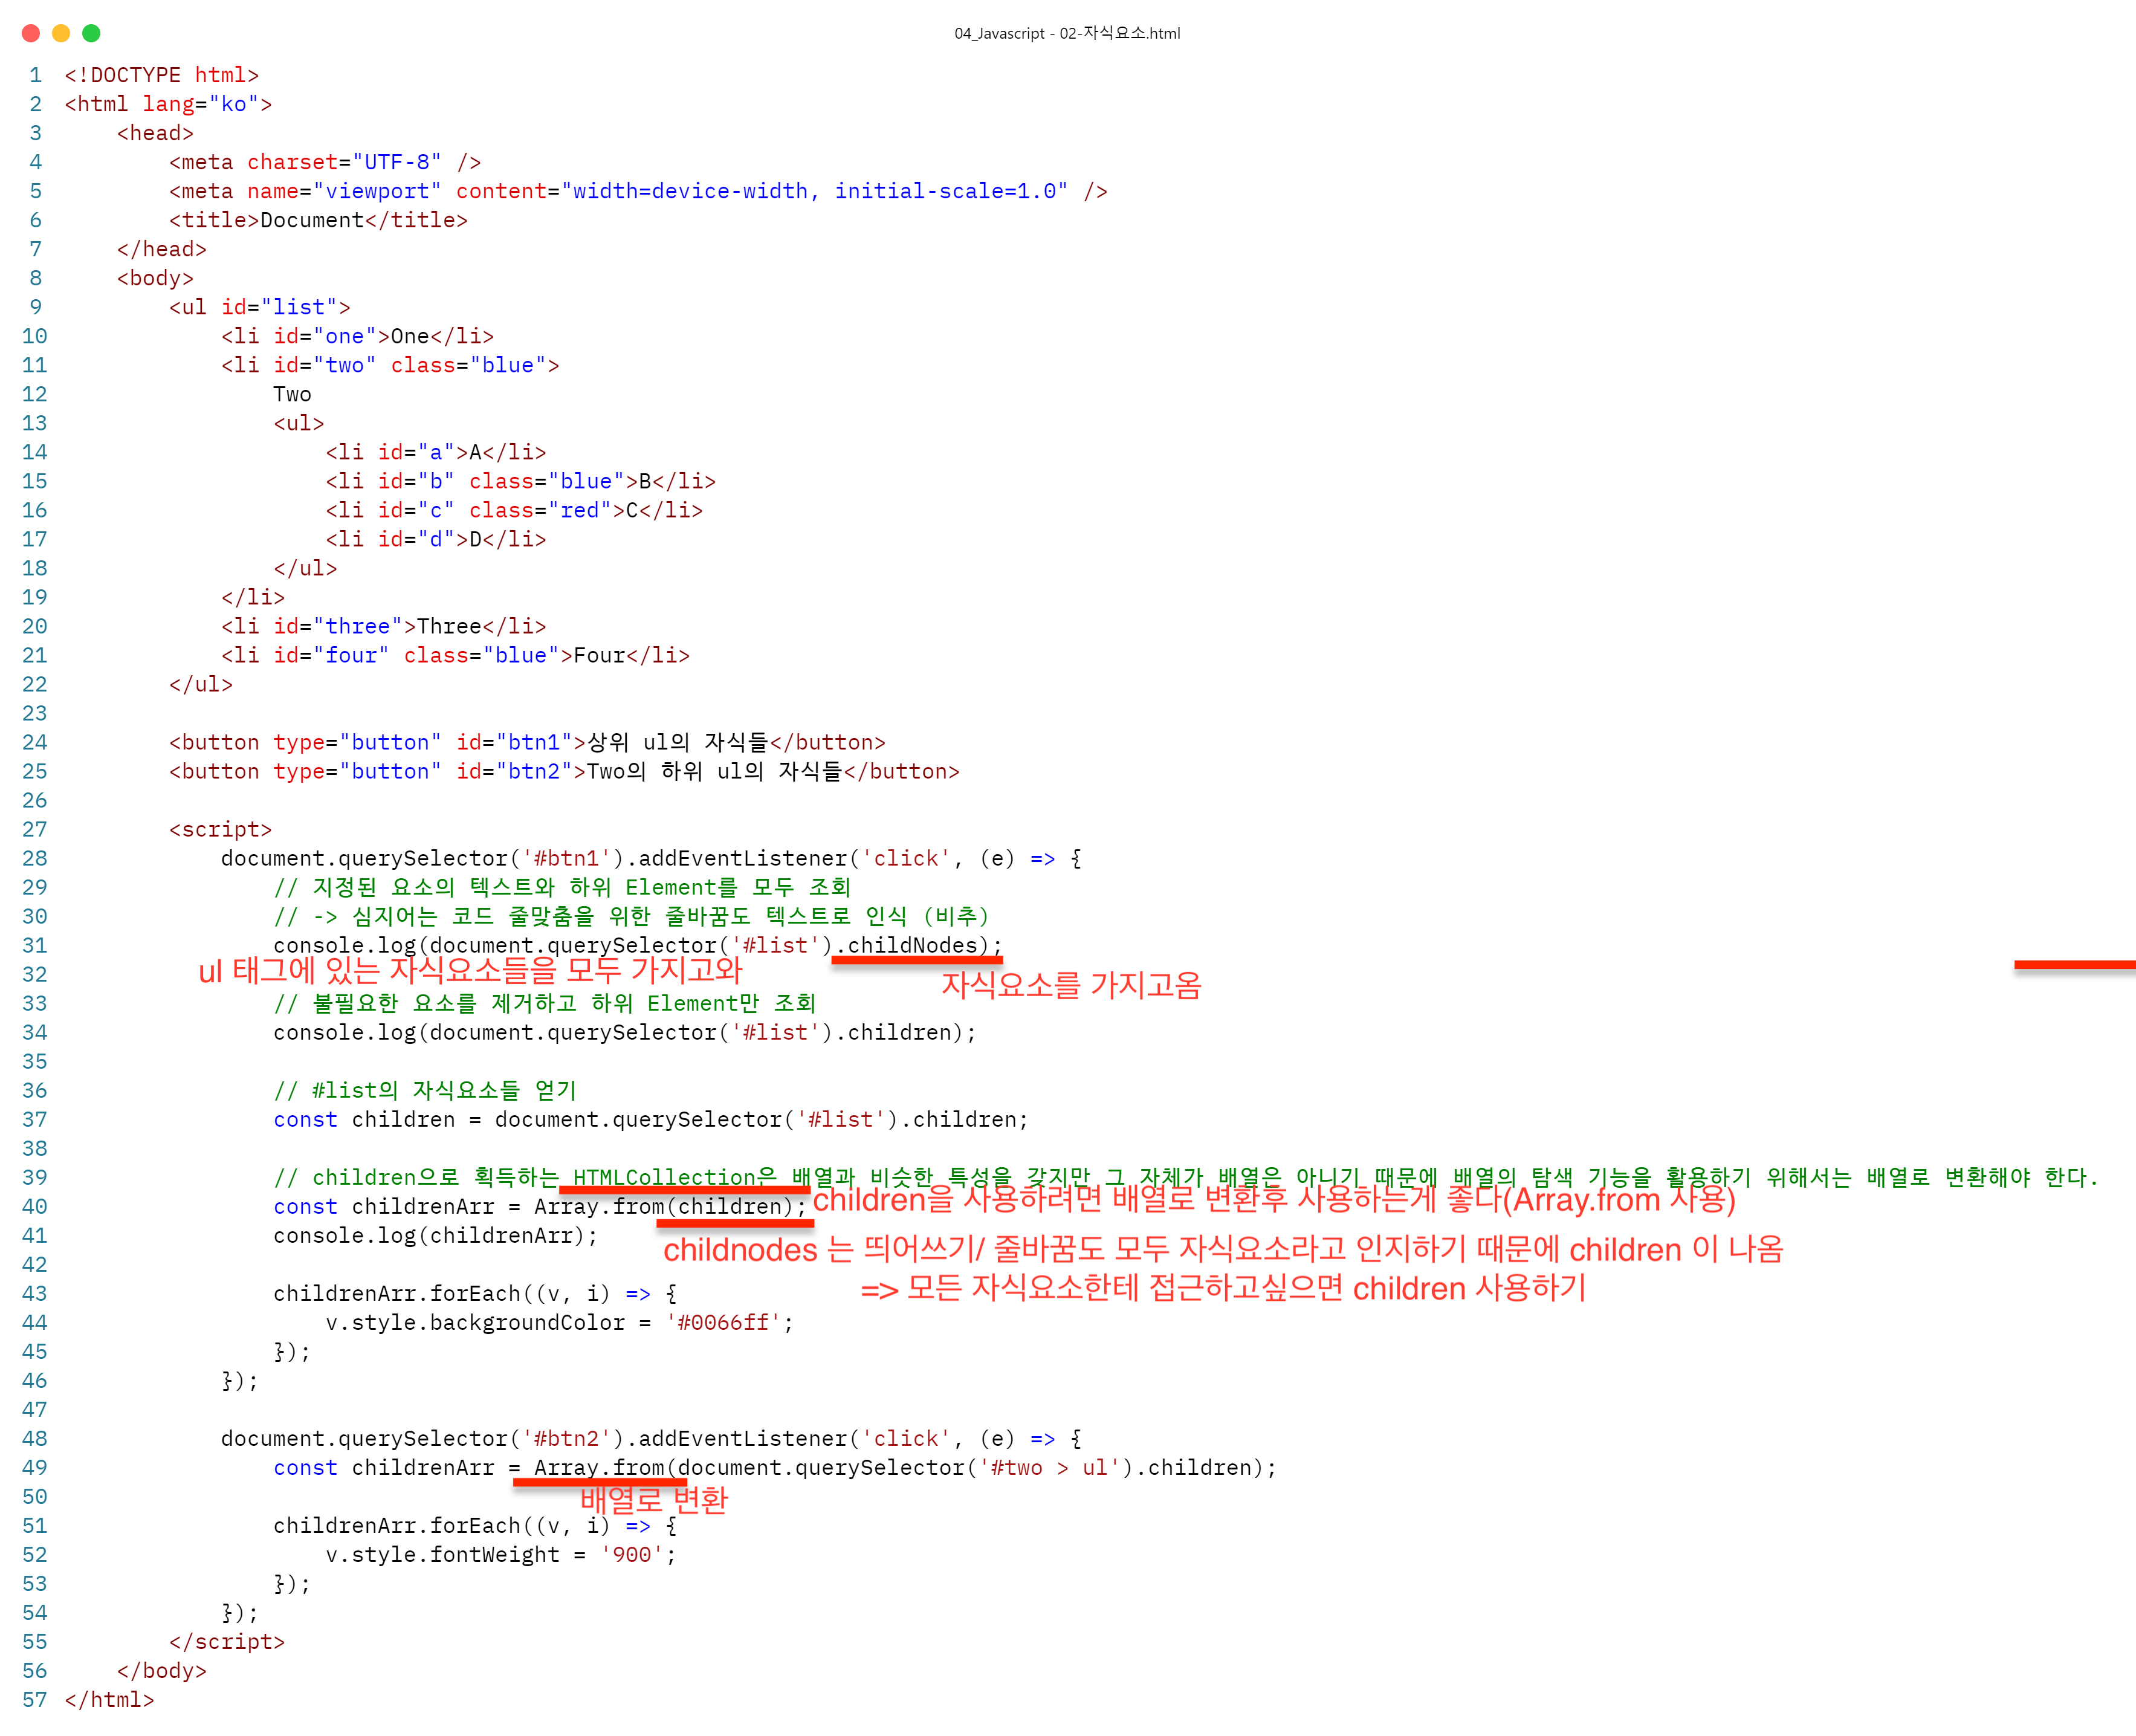 04_Javascript - 02-자식요소.html
1 <!DOCTYPE html>
2 <html lang="ko">
3 <head>
4 <meta charset="UTF-8" />
5 <meta name="viewport" content="width=device-width, initial-scale=1.0" />
6 <title>Document</title>
7 </head>
8 <body>
9 <ul id="list">
10 <li id="one">One</li>
11 <li id="two" class="blue">
12 Two
13 <ul>
14 <li id="a">A</li>
15 <li id="b" class="blue">B</li>
16 <li id="c" class="red">C</li>
17 <li id="d">D</li>
18 </ul>
19 </li>
20 <li id="three">Three</li>
21 <li id="four" class="blue">Four</li>
22 </ul>
23
24 <button type="button" id="btn1">상위 ul의 자식들</button>
25 <button type="button" id="btn2">Two의 하위 ul의 자식들</button>
26
27 <script>
28 document.querySelector('#btn1').addEventListener('click', (e) => {
29 // 지정된 요소의 텍스트와 하위 Element를 모두 조회
30 // -> 심지어는 코드 줄맞춤을 위한 줄바꿈도 텍스트로 인식 (비추)
31 console.log(document.querySelector('#list').childNodes);
32 ul 태그에 있는 자식요소들을 모두 가지고와
자식요소를 가지고옴
33 // 불필요한 요소를 제거하고 하위 Element만 조회
34 console.log(document.querySelector('#list').children);
35
36 // #list의 자식요소들 얻기
37 const children = document.querySelector('#list').children;
38
39 // children으로 획득하는 HTMLCollection은 배열과 비슷한 특성을 갖지만 그 자체가 배열은 아니기 때문에 배열의 탐색 기능을 활용하기 위해서는 배열로 변환해야 한다.
40 const childrenArr = Array.from(children); children을 사용하려면 배열로 변환후 사용하는게 좋다(Array.from 사용)
41 console.log(childrenArr);
childnodes 는 띄어쓰기/ 줄바꿈도 모두 자식요소라고 인지하기 때문에 children 이 나옴
42
=> 모든 자식요소한테 접근하고싶으면 children 사용하기
43 childrenArr.forEach((v, i) => {
44 v.style.backgroundColor = '#0066ff';
45 });
46 });
47
48 document.querySelector('#btn2').addEventListener('click', (e) => {
49 const childrenArr = Array.from(document.querySelector('#two > ul').children);
50 배열로 변환
51 childrenArr.forEach((v, i) => {
52 v.style.fontWeight = '900';
53 });
54 });
55 </script>
56 </body>
57 </html>